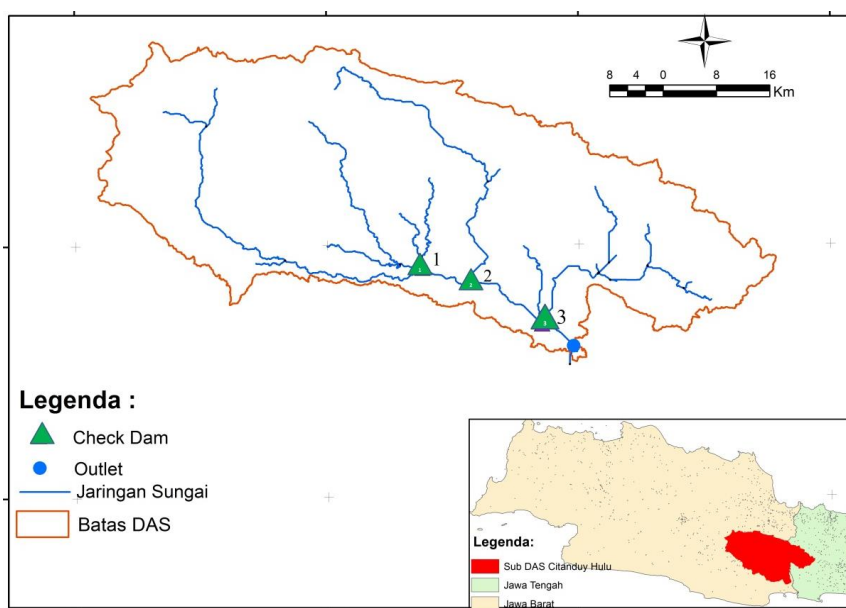 8 4 0 8 16
Km
1
2
3
Legenda :
Check Dam
Outlet
Jaringan Sungai
Batas DAS
Legenda:
Sub DAS Citanduy Hulu
Jawa Tengah
Jawa Barat